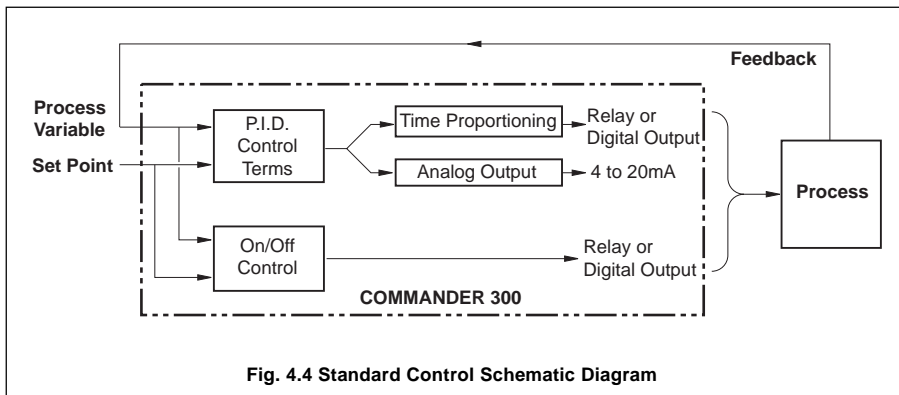 Feedback
Process
Variable
Set Point
P.I.D.
Control
Terms
Time Proportioning
Relay or
Digital Output
Analog Output
4 to 20mA
Process
On/Off
Control
Relay or
Digital Output
COMMANDER 300
Fig. 4.4 Standard Control Schematic Diagram